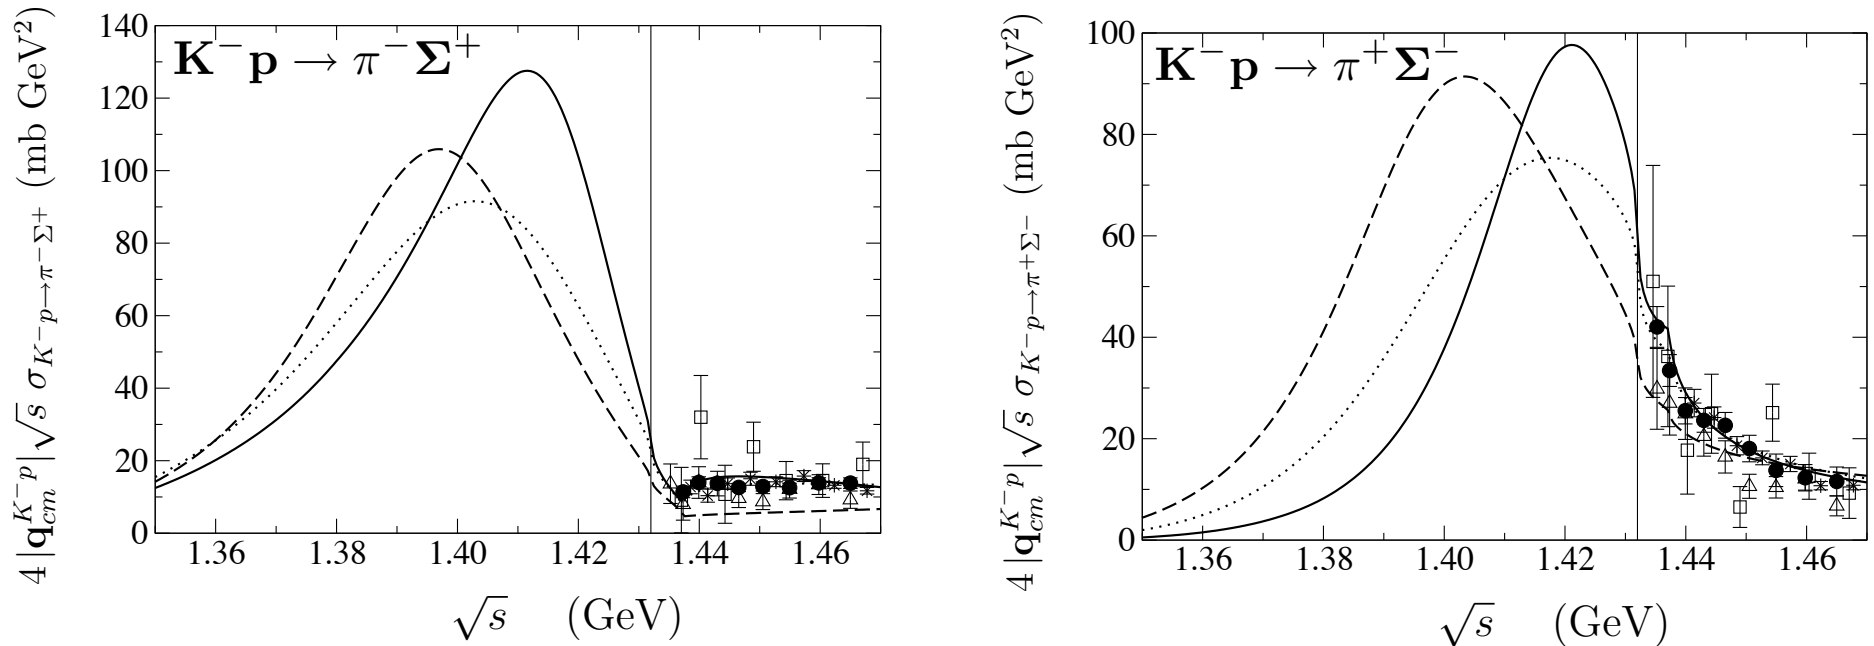 4|q_cm^{K^-p}|√s σ_{K^-p→π^-Σ^+} (mb GeV²)
K⁻p → π⁻Σ⁺
140
120
100
80
60
40
20
0
1.36 1.38 1.40 1.42 1.44 1.46
√s (GeV)
4|q_cm^{K^-p}|√s σ_{K^-p→π^+Σ^-} (mb GeV²)
K⁻p → π⁺Σ⁻
100
80
60
40
20
0
1.36 1.38 1.40 1.42 1.44 1.46
√s (GeV)